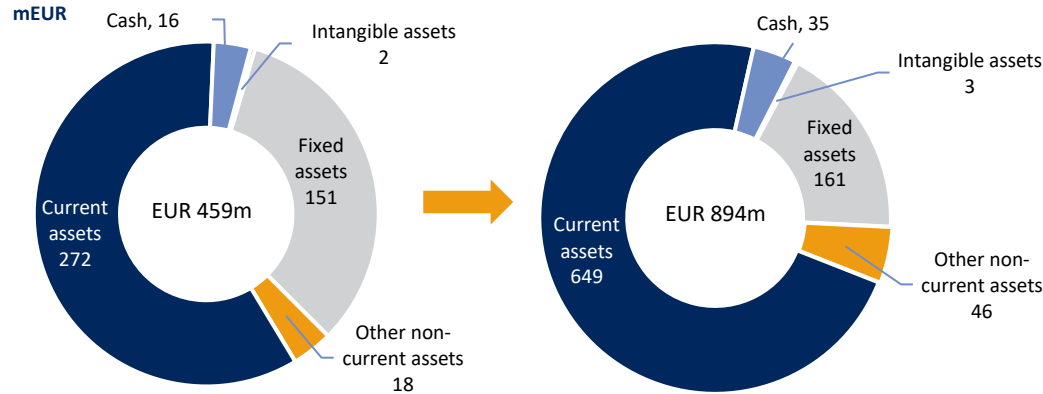 mEUR
Cash, 16
Intangible assets
2
Fixed
assets
151
EUR 459m
Current
assets
272
Other non-
current assets
18
Cash, 35
Intangible assets
3
Fixed
assets
161
EUR 894m
Current
assets
649
Other non-
current assets
46